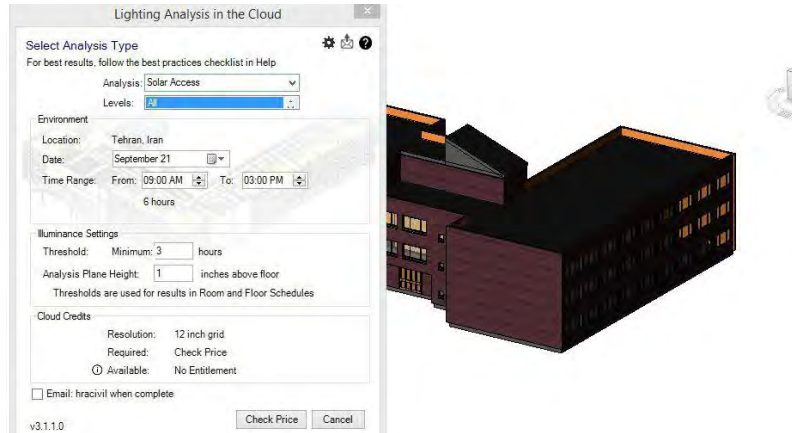 Lighting Analysis in the Cloud
Select Analysis Type
For best results, follow the best practices checklist in Help
Analysis: Solar Access
Levels: All
Environment
Location: Tehran, Iran
Date: September 21
Time Range: From: 09:00 AM To: 03:00 PM
6 hours
Illuminance Settings
Threshold: Minimum: 3 hours
Analysis Plane Height: 1 inches above floor
Thresholds are used for results in Room and Floor Schedules
Cloud Credits
Resolution: 12 inch grid
Required: Check Price
Available: No Entitlement
Email: hracivil when complete
v3.1.1.0
Check Price Cancel